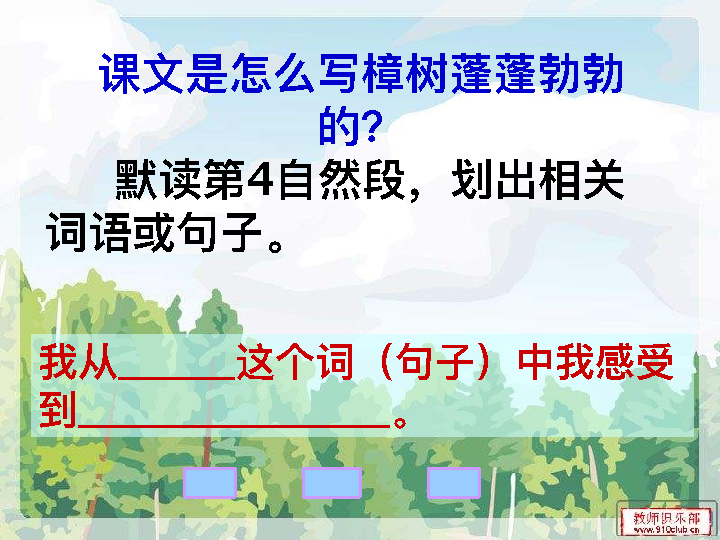 课文是怎么写樟树蓬蓬勃勃
的?
默读第4自然段，划出相关
词语或句子。
我从______这个词（句子）中我感受
到________________。
教师俱乐部
www.910club.cn